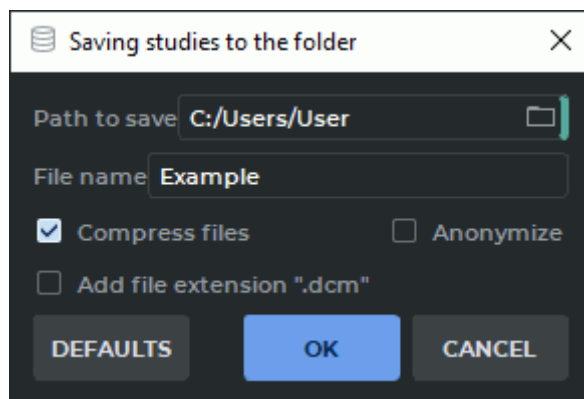 Saving studies to the folder
Path to save C:/Users/User
File name Example
Compress files Anonymize
Add file extension ".dcm"
DEFAULTS OK CANCEL